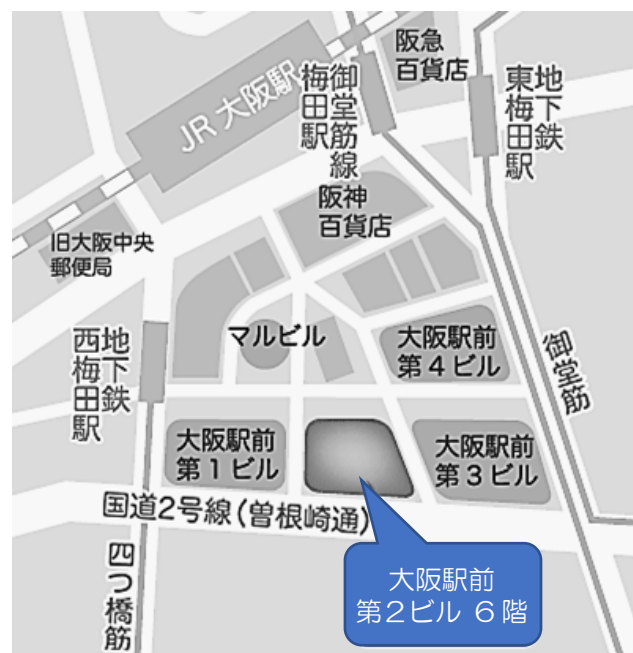 阪急
百貨店
JR 大阪駅
御堂筋線
梅田駅
地下鉄
東梅田駅
阪神
百貨店
旧大阪中央
郵便局
地下鉄
西梅田駅
マルビル
大阪駅前
第４ビル
御堂筋
大阪駅前
第１ビル
大阪駅前
第３ビル
国道2号線(曽根崎通)
四つ橋筋
大阪駅前
第２ビル ６階